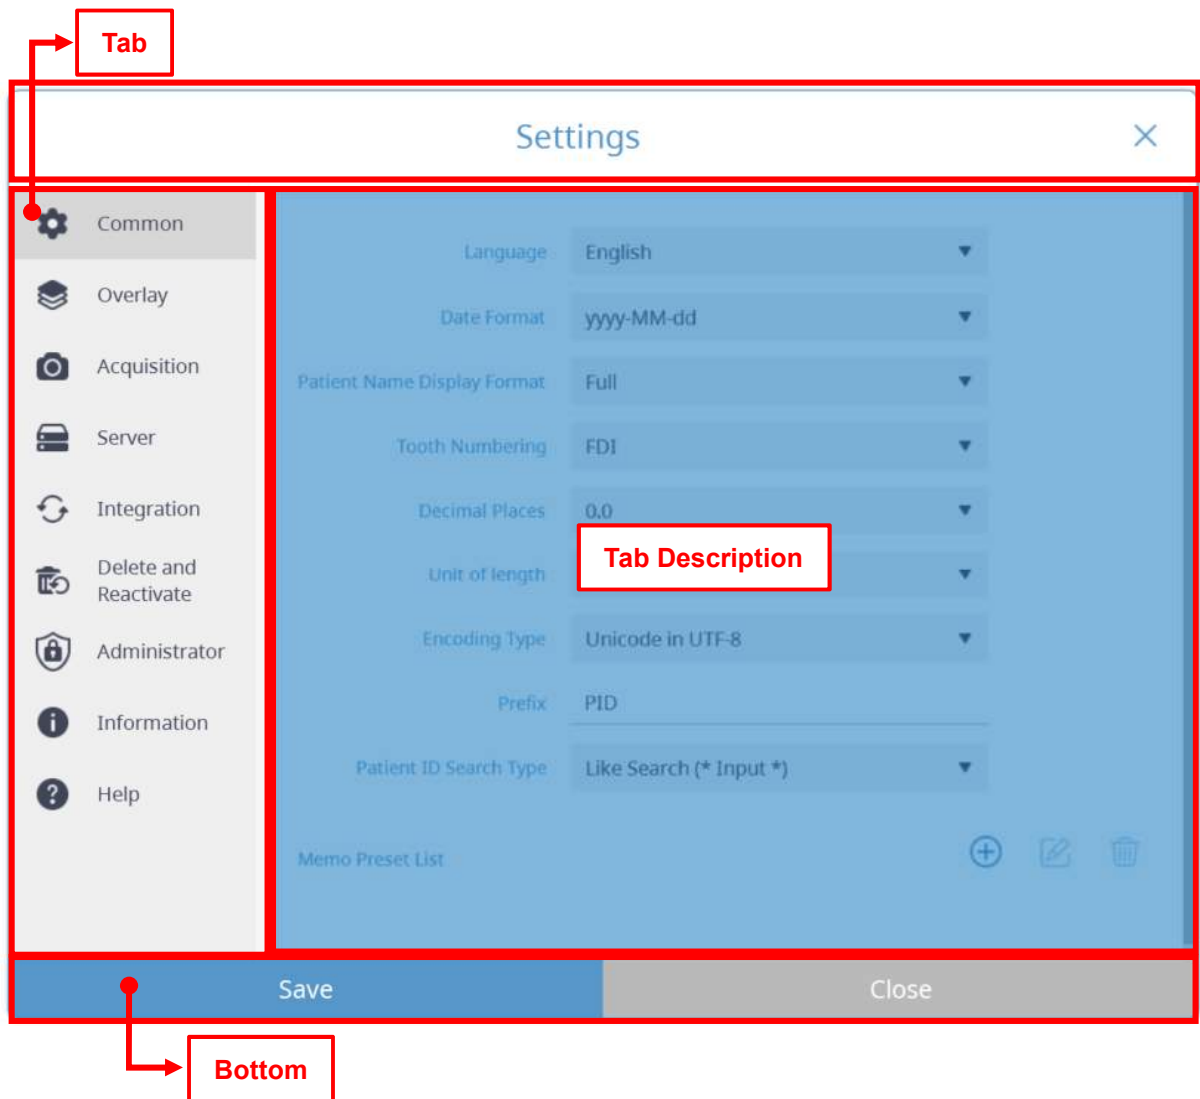 Tab
Settings
Common
Overlay
Acquisition
Server
Integration
Delete and
Reactivate
Administrator
Information
Help
Language English
Date Format yyyy-MM-dd
Patient Name Display Format Full
Tooth Numbering FDI
Decimal Places 0.0
Tab Description
Unit of length
Encoding Type Unicode in UTF-8
Prefix PID
Patient ID Search Type Like Search (* Input *)
Memo Preset List
Save Close
Bottom